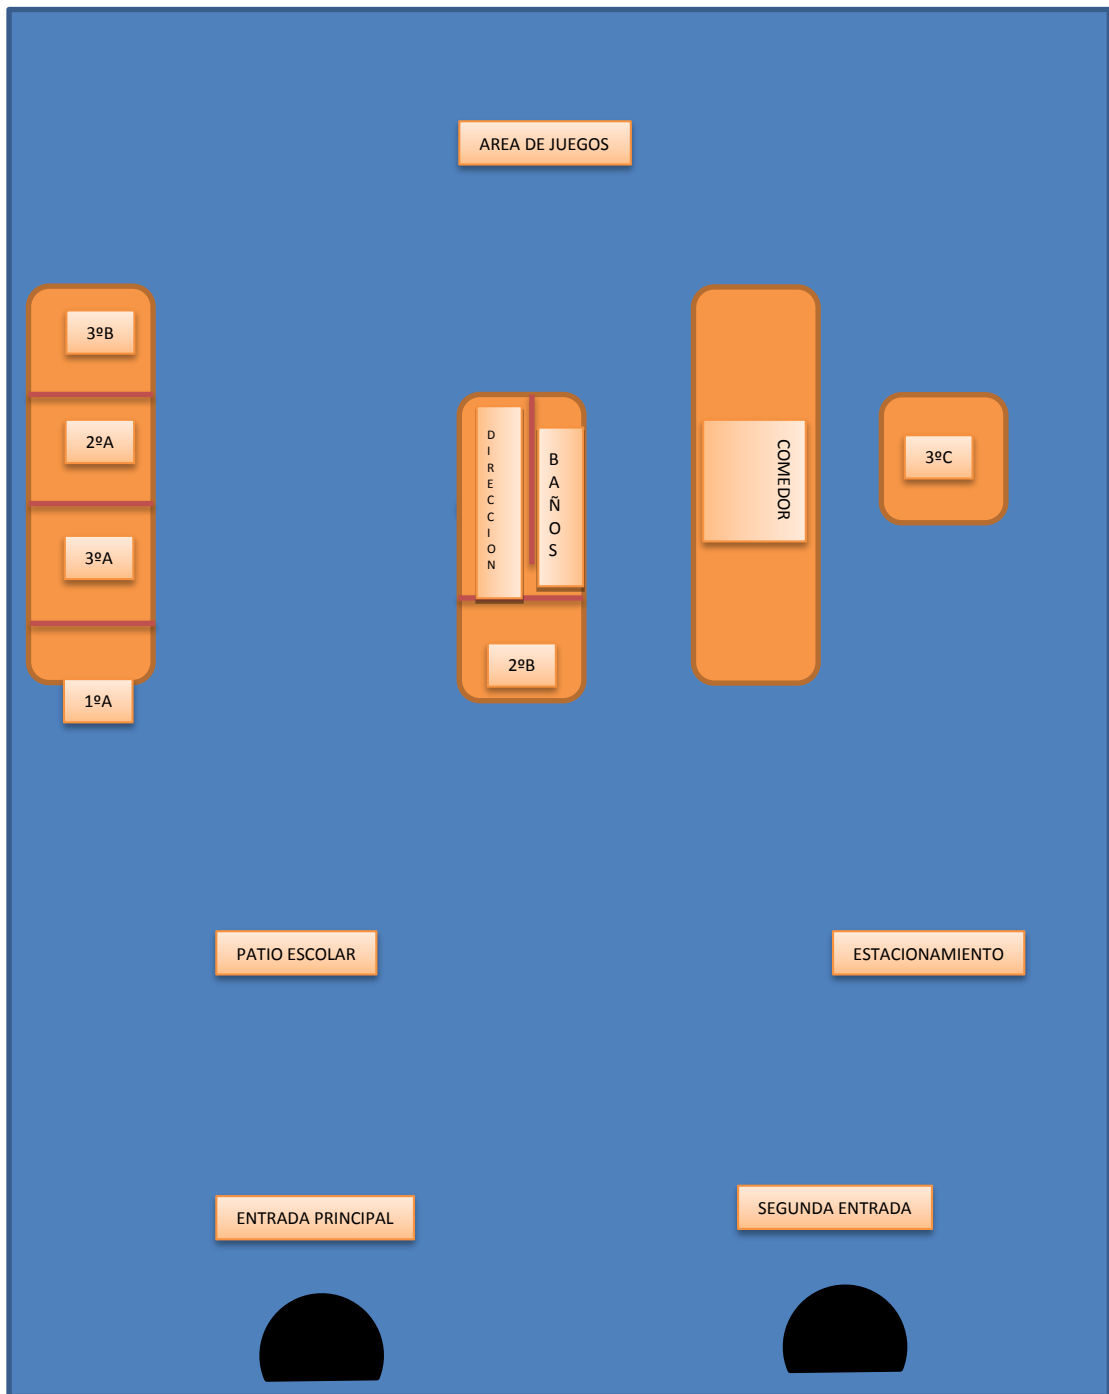 AREA DE JUEGOS
3ºB
2ºA
3ºA
1ºA
DIRECCION
BAÑOS
2ºB
COMEDOR
3ºC
PATIO ESCOLAR
ESTACIONAMIENTO
ENTRADA PRINCIPAL
SEGUNDA ENTRADA